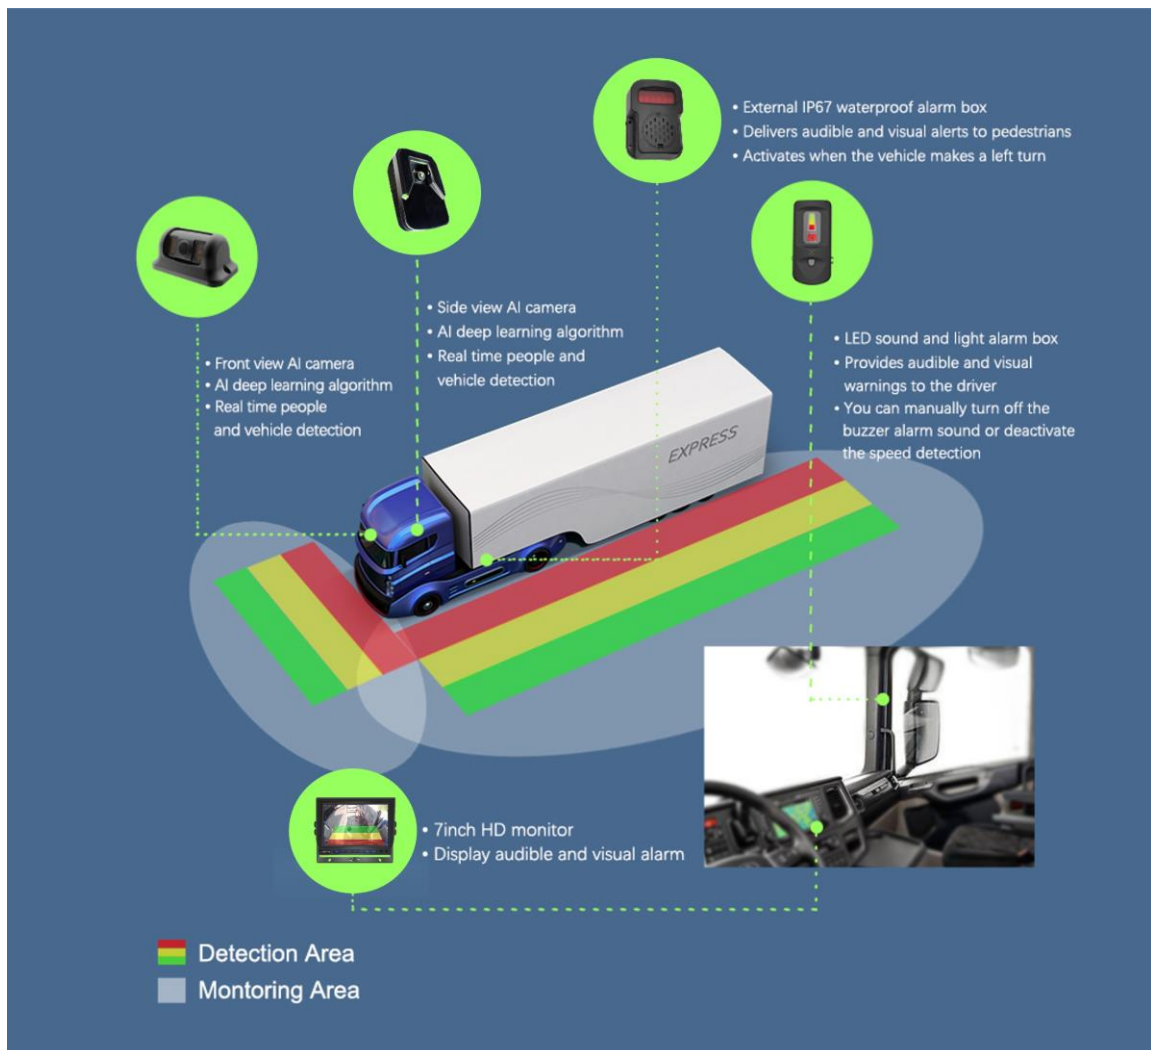 • External IP67 waterproof alarm box
• Delivers audible and visual alerts to pedestrians
• Activates when the vehicle makes a left turn
• Side view AI camera
• AI deep learning algorithm
• Real time people and
vehicle detection
• Front view AI camera
• AI deep learning algorithm
• Real time people
and vehicle detection
• LED sound and light alarm box
• Provides audible and visual
warnings to the driver
• You can manually turn off the
buzzer alarm sound or deactivate
the speed detection
EXPRESS
• 7inch HD monitor
• Display audible and visual alarm
Detection Area
Montoring Area